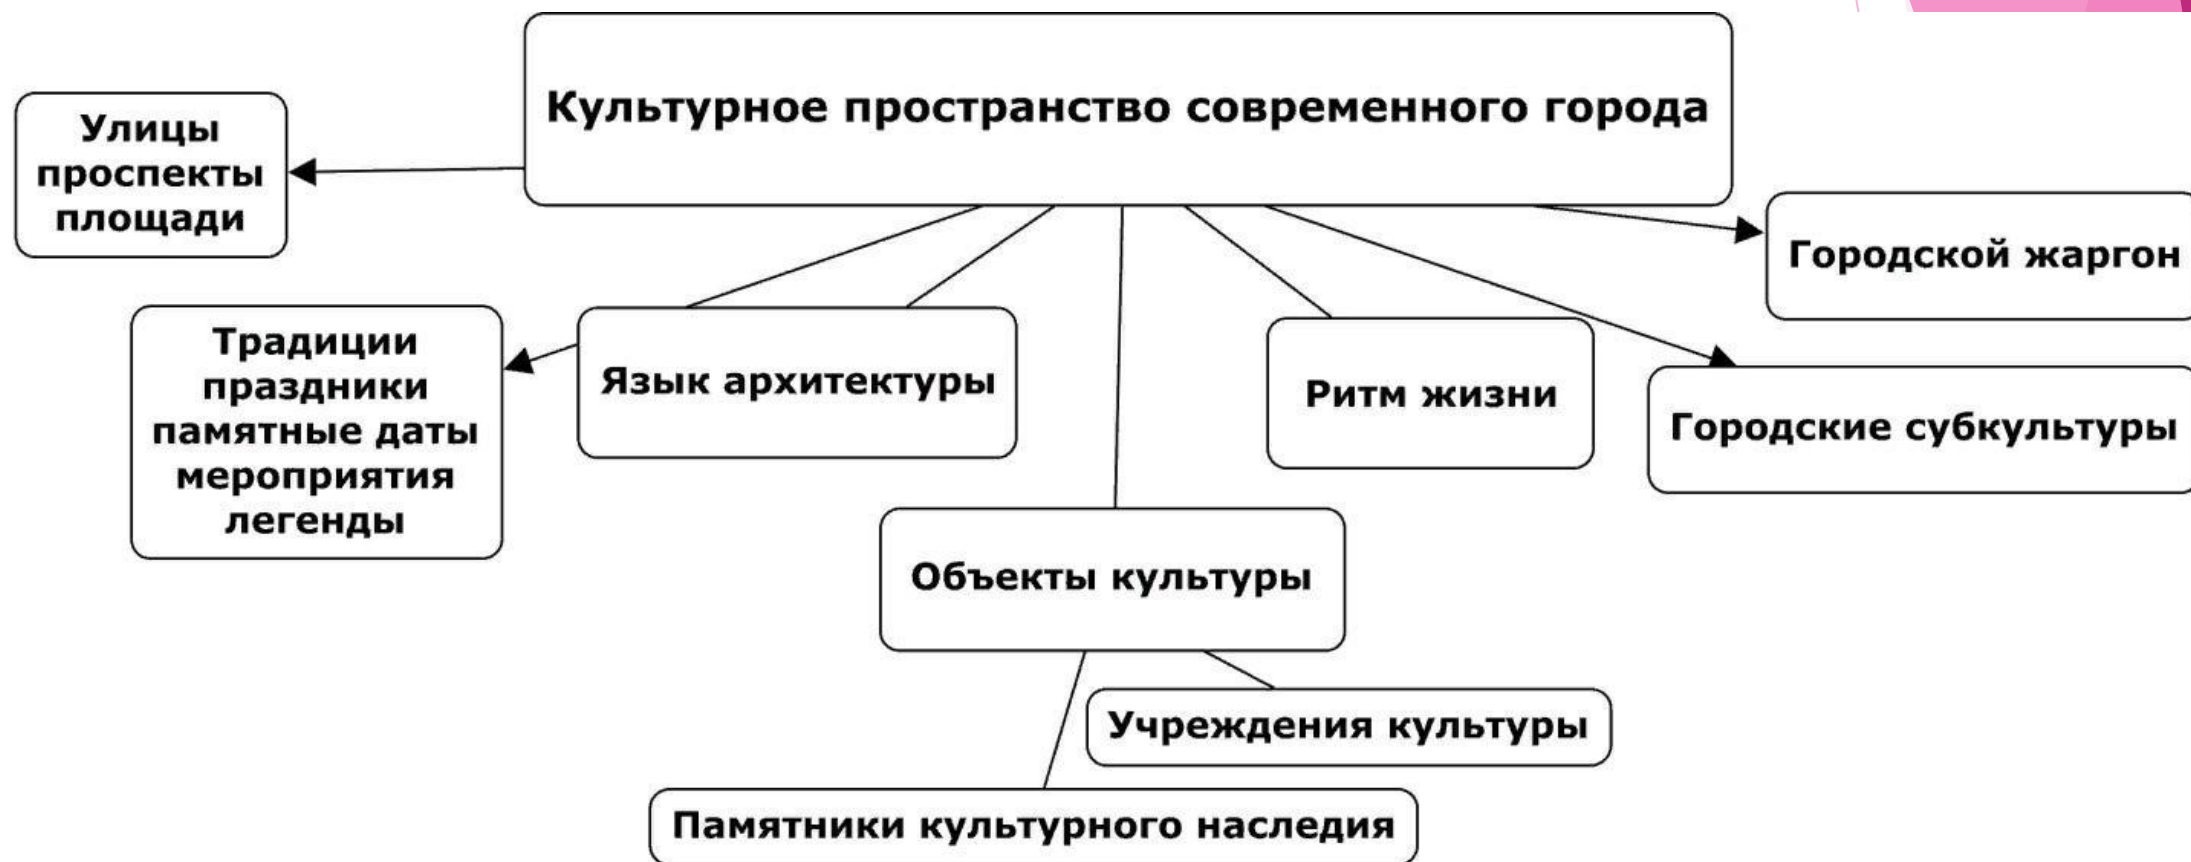 Культурное пространство современного города
Улицы
проспекты
площади
Городской жаргон
Традиции
праздники
памятные даты
мероприятия
легенды
Язык архитектуры
Ритм жизни
Городские субкультуры
Объекты культуры
Учреждения культуры
Памятники культурного наследия